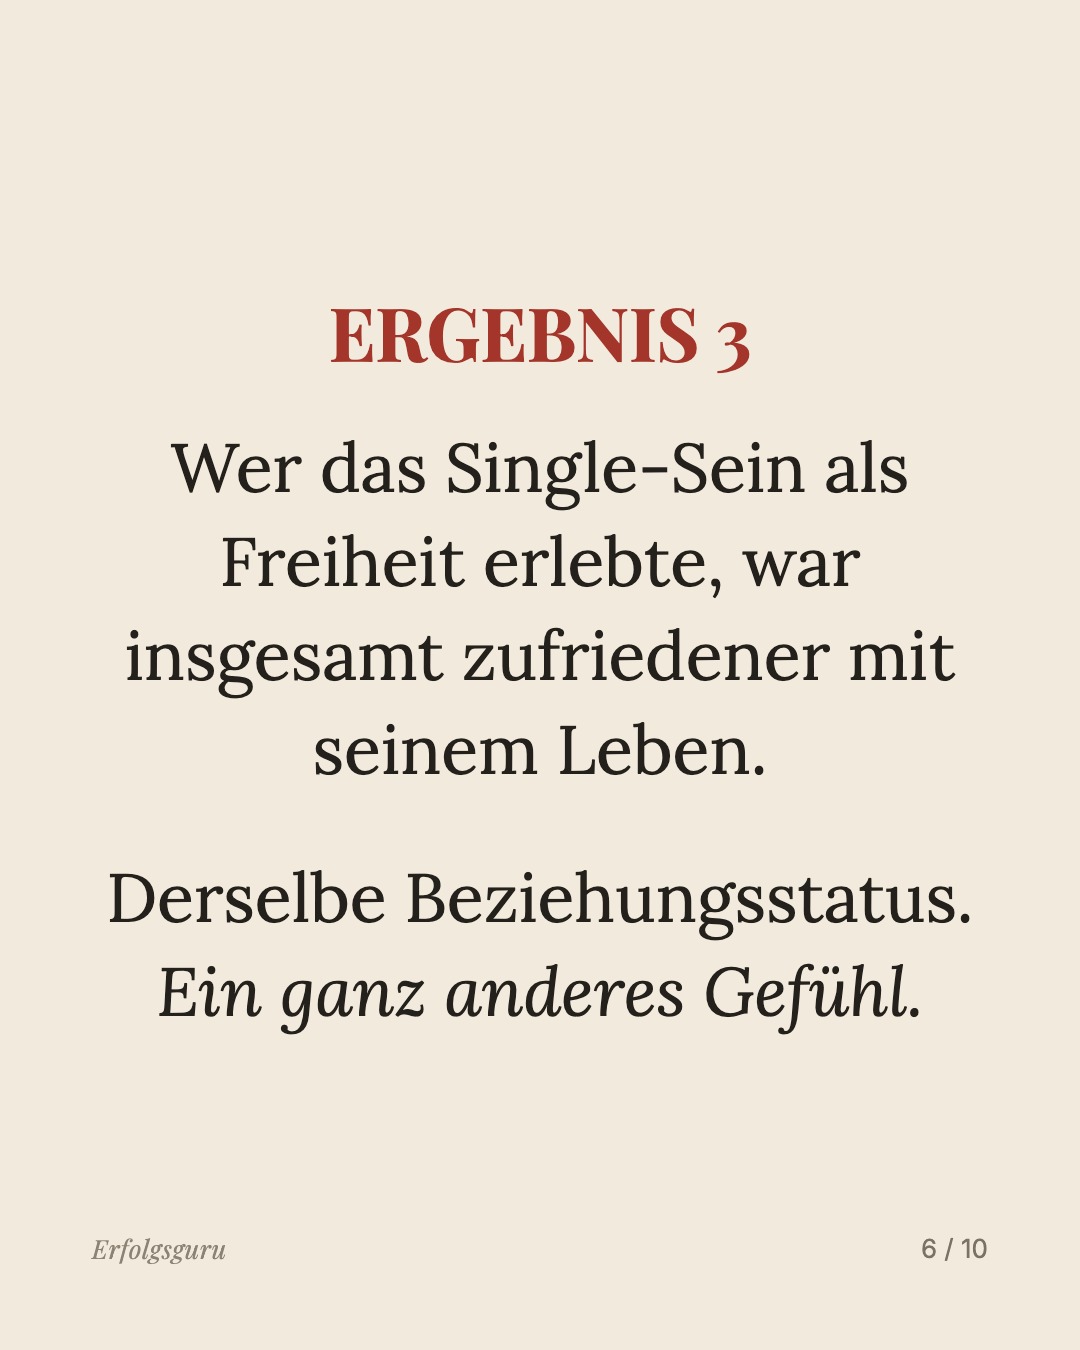 ERGEBNIS 3
Wer das Single-Sein als
Freiheit erlebte, war
insgesamt zufriedener mit
seinem Leben.
Derselbe Beziehungsstatus.
Ein ganz anderes Gefühl.
Erfolgsguru
6 / 10